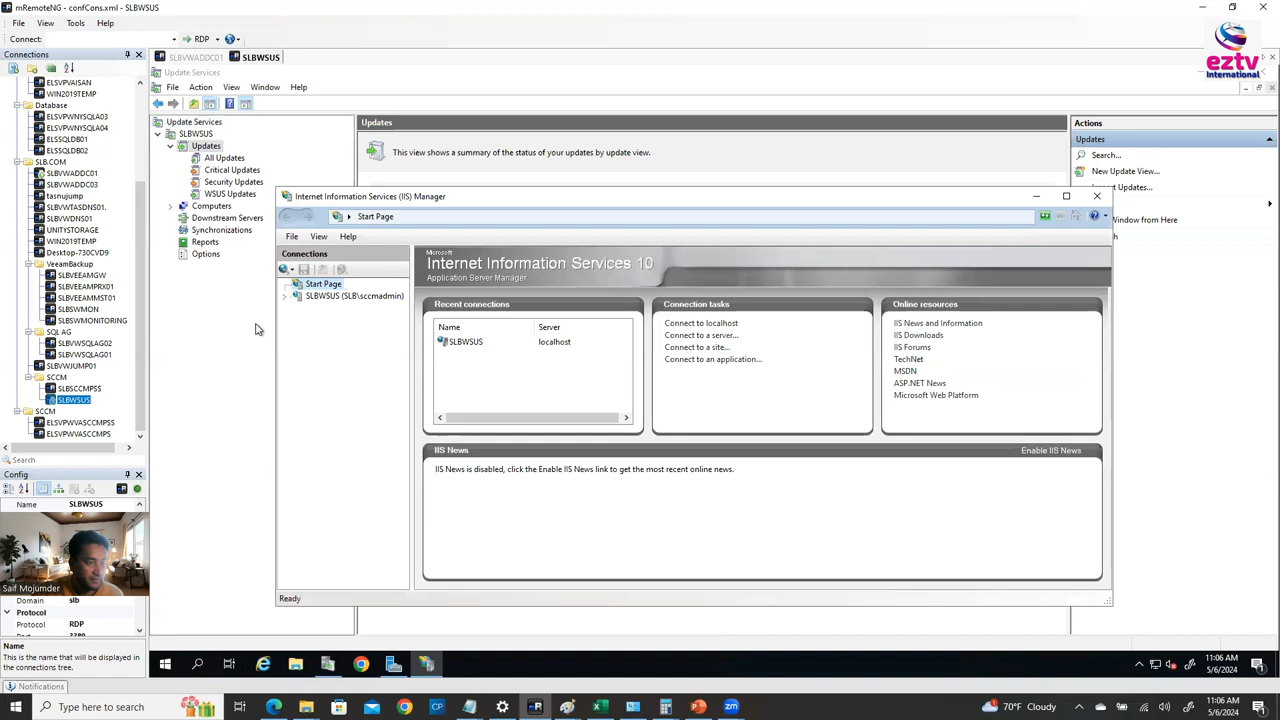 mRemoteNG - confCons.xml - SLBWSUS
File View Tools Help
Connect: RDP
Connections
ELSVPVAISAN
WIN2019TEMP
Database
ELSVPWNYSQLA03
ELSVPWNYSQLA04
ELSSQLDB01
ELSSQLDB02
SLB.COM
SLBVWADDC01
SLBVWADDC03
tasnujump
SLBVWTASDNS01.
SLBVWDNS01
UNITYSTORAGE
WIN2019TEMP
Desktop-730CVD9
VeeamBackup
SLBVEEAMGW
SLBVEEAMPRX01
SLBVEEAMMST01
SLBSWMON
SLBSWMONITORING
SQL AG
SLBVWSQLAG02
SLBVWSQLAG01
SLBVWJUMP01
SCCM
SLBSCCMPSS
SLBWSUS
SCCM
ELSVPWVASCCMPSS
ELSVPWVASCCMPS
Search
Config
Name SLBWSUS
Saif Mojumder
Domain slb
Protocol
Protocol RDP
Name
This is the name that will be displayed in
the connections tree.
Notifications
SLBVWADDC01 SLBWSUS
Update Services
File Action View Window Help
Update Services
SLBWSUS
Updates
All Updates
Critical Updates
Security Updates
WSUS Updates
Computers
Downstream Servers
Synchronizations
Reports
Options
Updates
This view shows a summary of the status of your updates by update view.
Actions
Updates
Search...
New Update View...
Updates...
Window from Here
eztv
International
Internet Information Services (IIS) Manager
Start Page
File View Help
Connections
Start Page
SLBWSUS (SLB\sccmadmin)
Microsoft
Internet Information Services 10
Application Server Manager
Recent connections
Name Server
SLBWSUS localhost
Connection tasks
Connect to localhost
Connect to a server...
Connect to a site...
Connect to an application...
Online resources
IIS News and Information
IIS Downloads
IIS Forums
TechNet
MSDN
ASP.NET News
Microsoft Web Platform
IIS News Enable IIS News
IIS News is disabled, click the Enable IIS News link to get the most recent online news.
Ready
11:06 AM
5/6/2024
Type here to search
70°F Cloudy
11:06 AM
5/6/2024